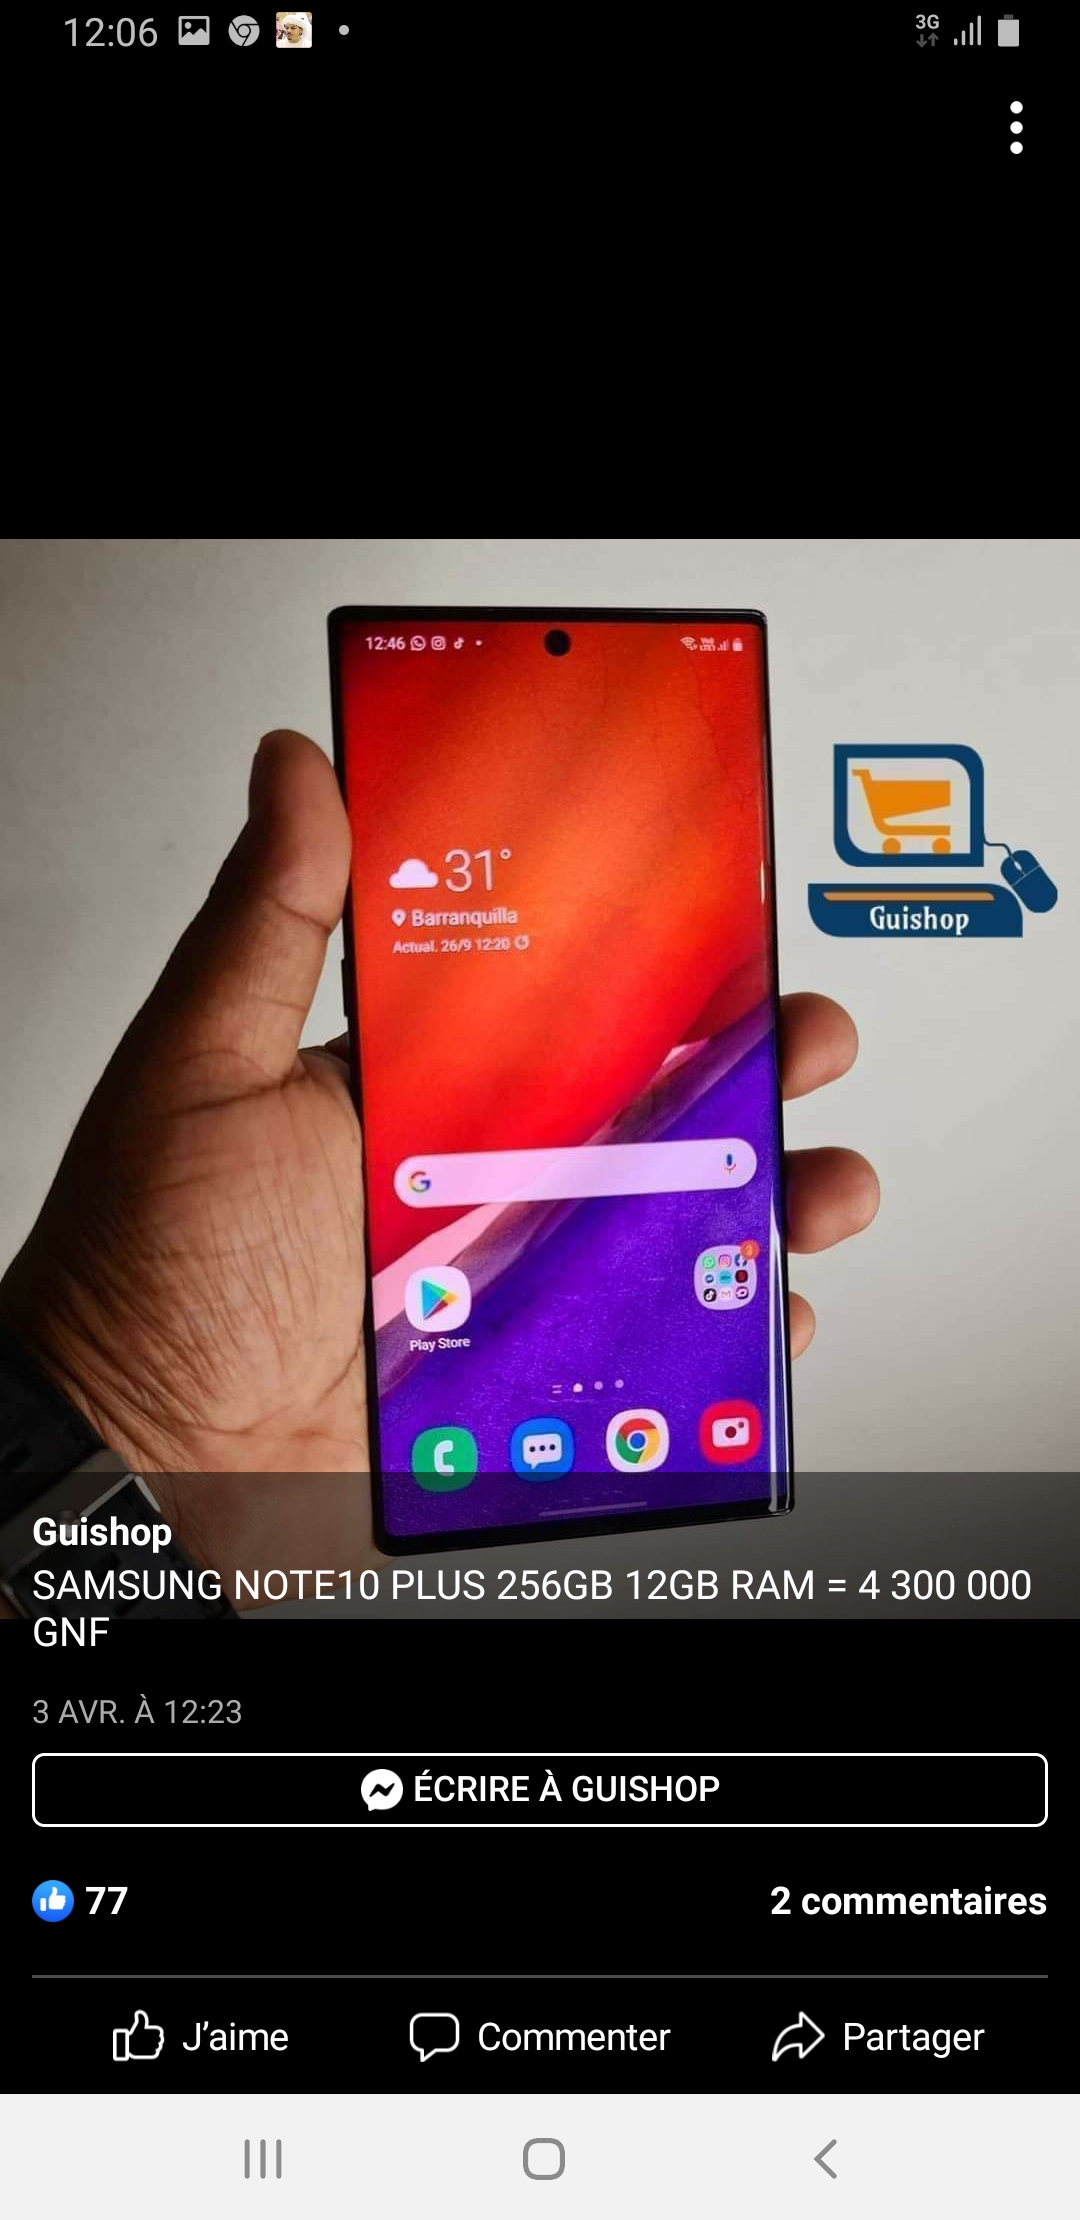 12:06
3G
12:46
31°
Barranquilla
Actual. 26/9 12:20
Guishop
Play Store
3
Guishop
SAMSUNG NOTE10 PLUS 256GB 12GB RAM = 4 300 000
GNF
3 AVR. À 12:23
ÉCRIRE À GUISHOP
77
2 commentaires
J’aime
Commenter
Partager